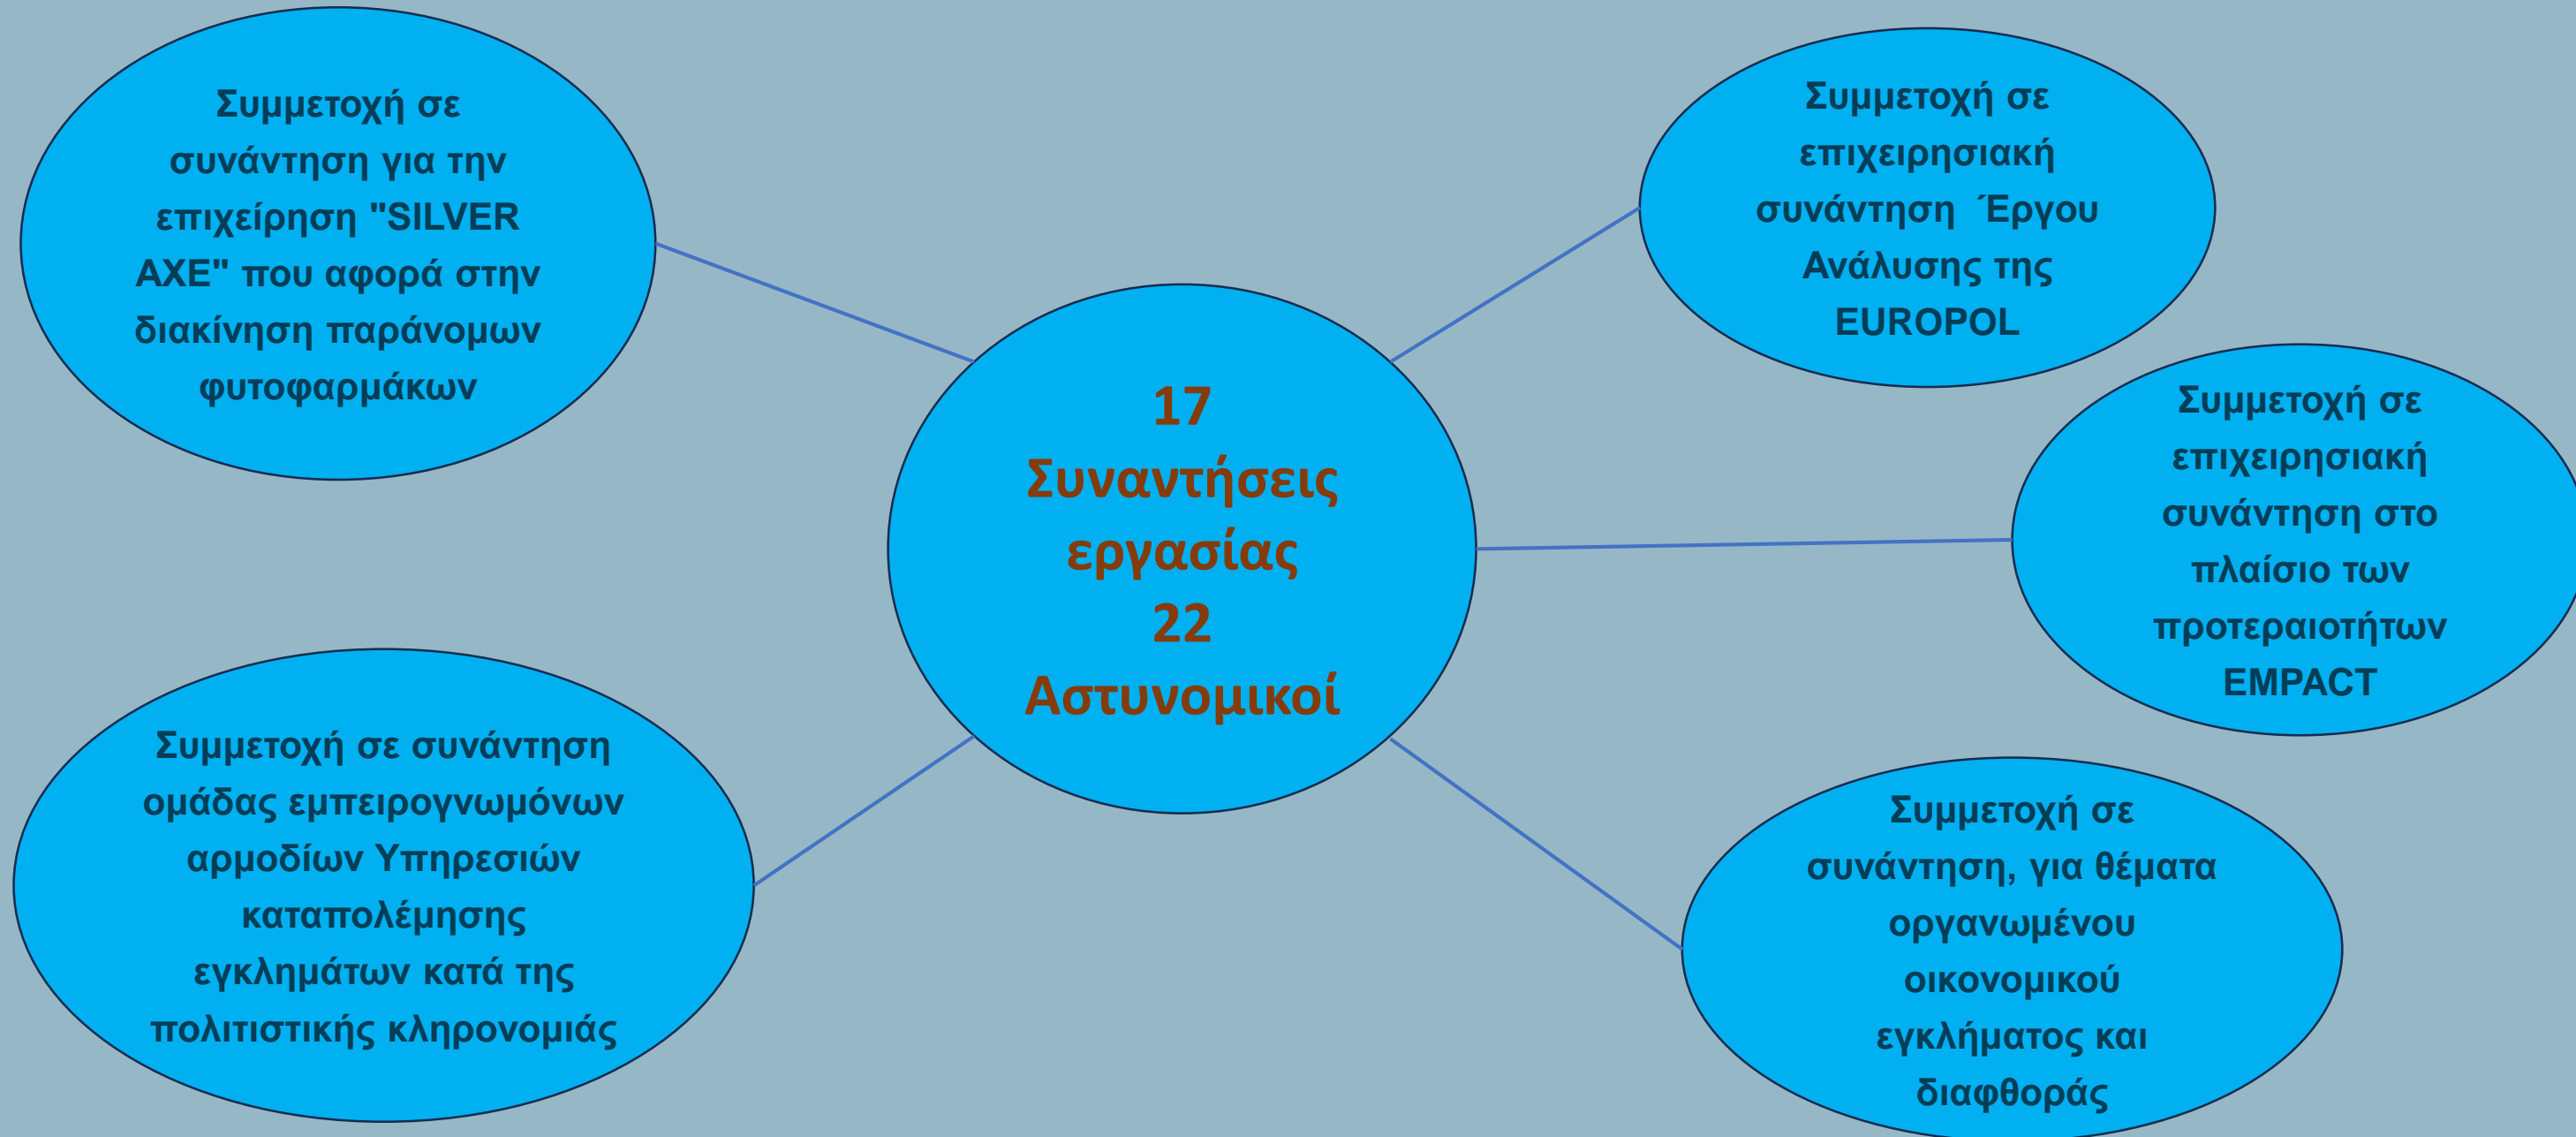 Συμμετοχή σε
συνάντηση για την
επιχείρηση "SILVER
AXE" που αφορά στην
διακίνηση παράνομων
φυτοφαρμάκων
Συμμετοχή σε
επιχειρησιακή
συνάντηση Έργου
Ανάλυσης της
EUROPOL
17
Συναντήσεις
εργασίας
22
Αστυνομικοί
Συμμετοχή σε
επιχειρησιακή
συνάντηση στο
πλαίσιο των
προτεραιοτήτων
EMPACT
Συμμετοχή σε συνάντηση
ομάδας εμπειρογνωμόνων
αρμοδίων Υπηρεσιών
καταπολέμησης
εγκλημάτων κατά της
πολιτιστικής κληρονομιάς
Συμμετοχή σε
συνάντηση, για θέματα
οργανωμένου
οικονομικού
εγκλήματος και
διαφθοράς